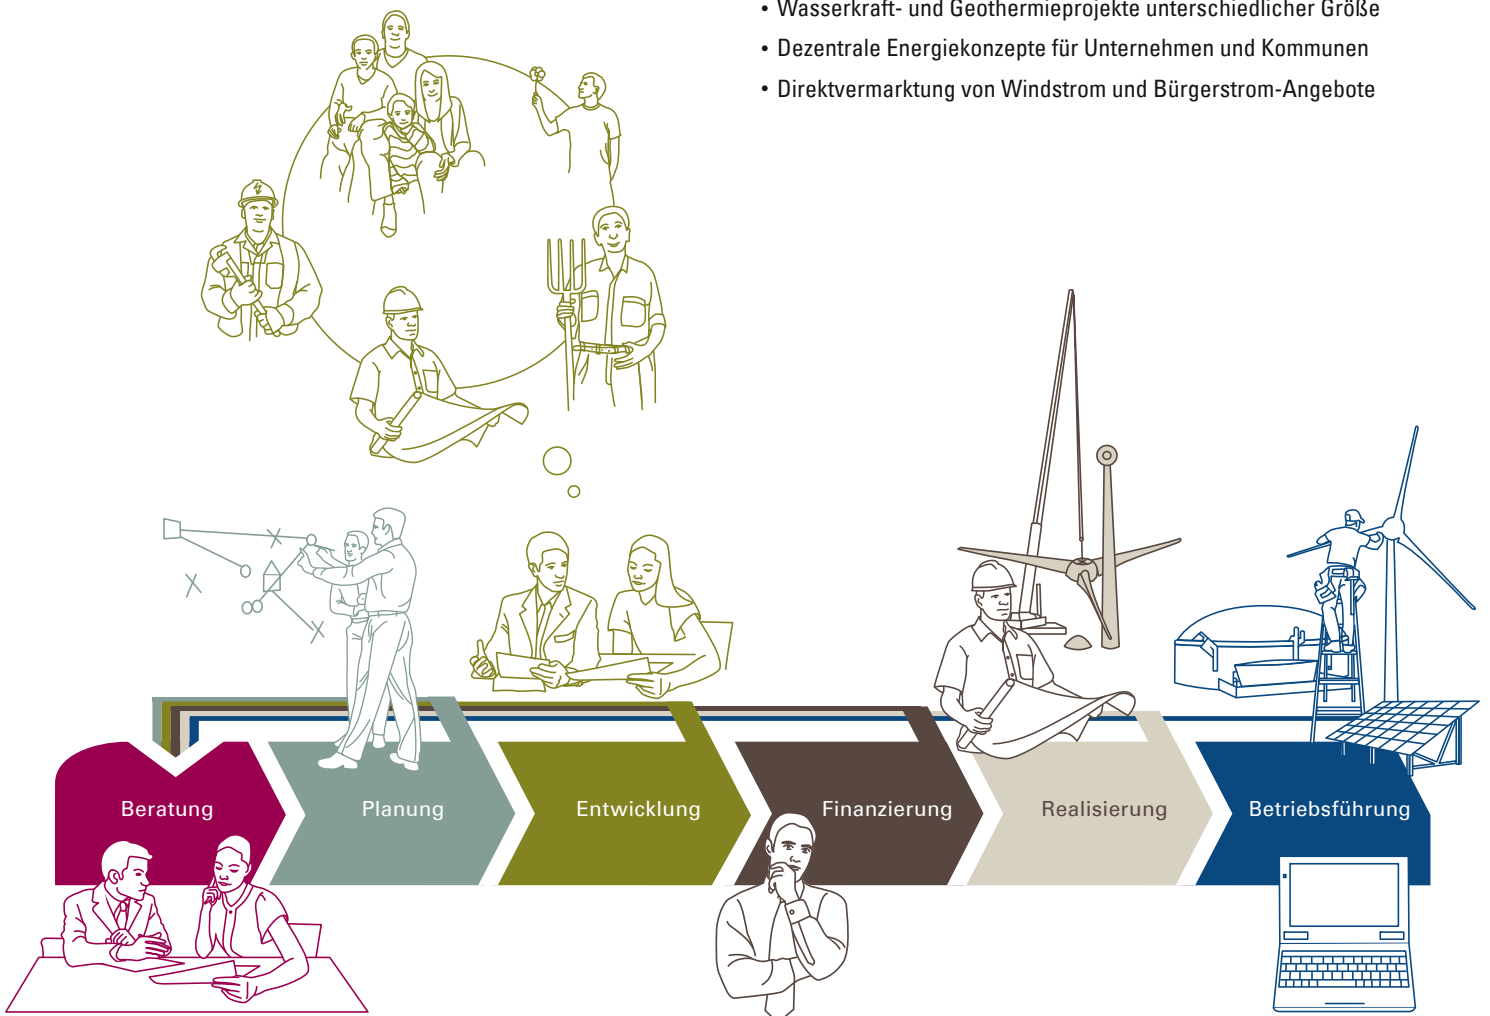 • Wasserkraft- und Geothermieprojekte unterschiedlicher Größe
• Dezentrale Energiekonzepte für Unternehmen und Kommunen
• Direktvermarktung von Windstrom und Bürgerstrom-Angebote
Beratung
Planung
Entwicklung
Finanzierung
Realisierung
Betriebsführung